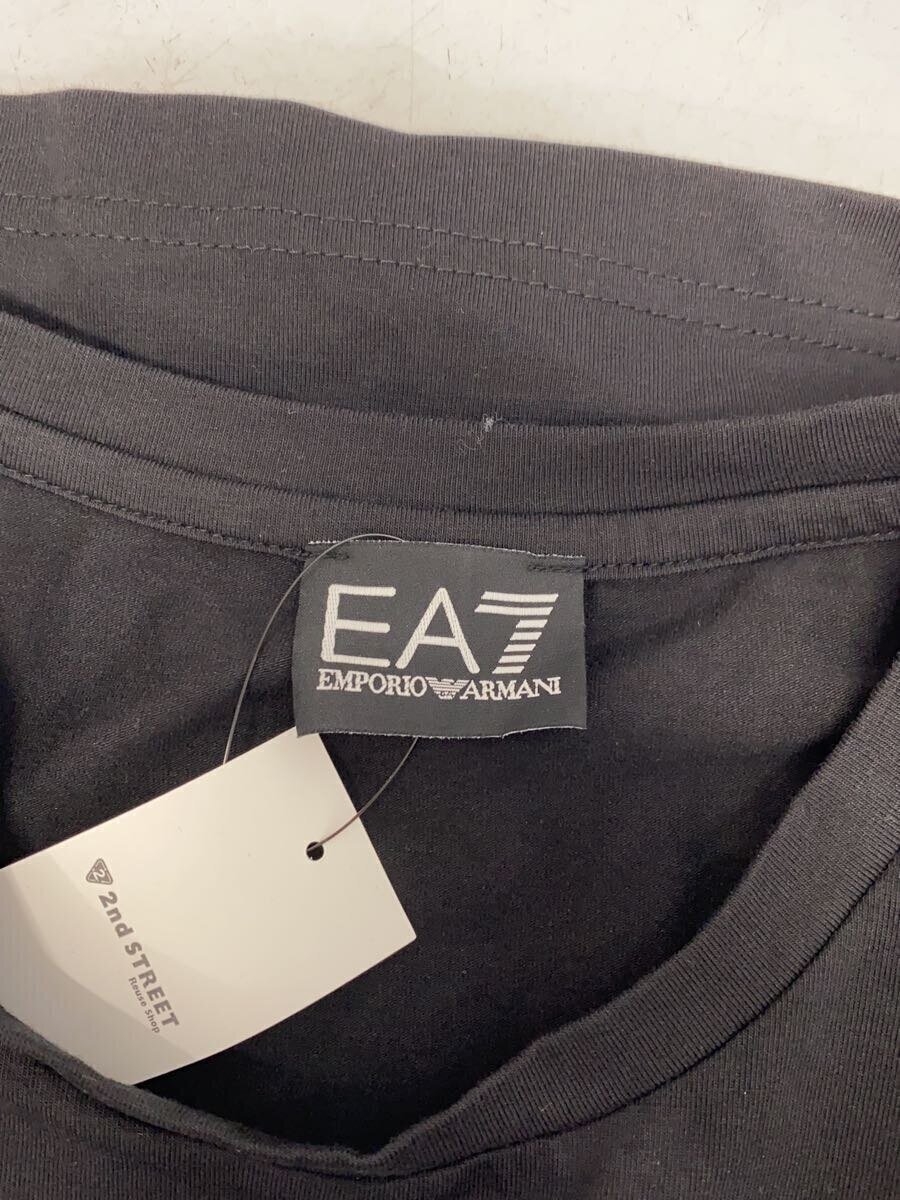 EA7
EMPORIO ARMANI
2nd STREET
Reuse Shop